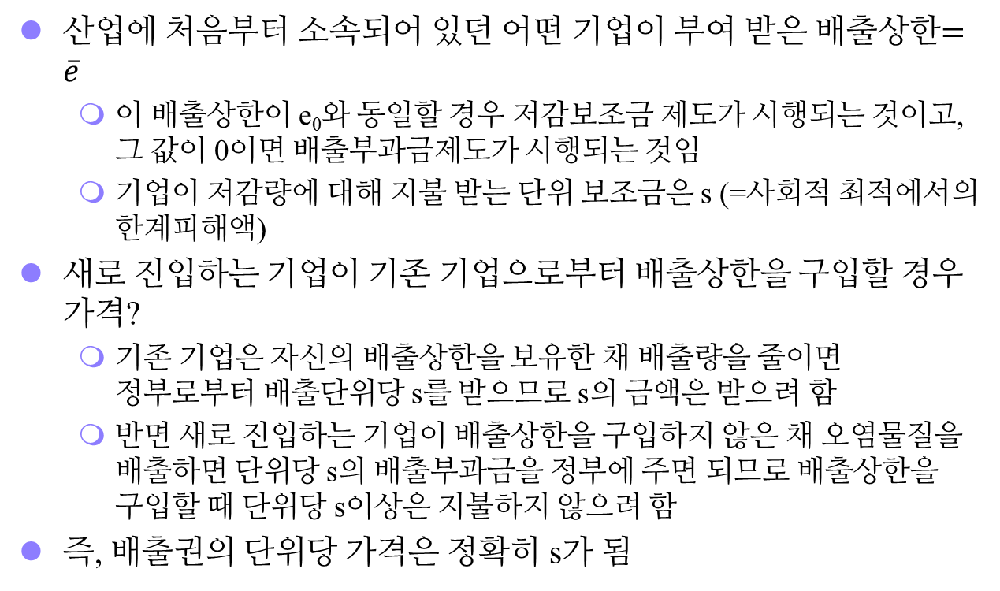 산업에 처음부터 소속되어 있던 어떤 기업이 부여 받은 배출상한=
ē
이 배출상한이 e₀와 동일할 경우 저감보조금 제도가 시행되는 것이고,
그 값이 0이면 배출부과금제도가 시행되는 것임
기업이 저감량에 대해 지불 받는 단위 보조금은 s (=사회적 최적에서의
한계피해액)
새로 진입하는 기업이 기존 기업으로부터 배출상한을 구입할 경우
가격?
기존 기업은 자신의 배출상한을 보유한 채 배출량을 줄이면
정부로부터 배출단위당 s를 받으므로 s의 금액은 받으려 함
반면 새로 진입하는 기업이 배출상한을 구입하지 않은 채 오염물질을
배출하면 단위당 s의 배출부과금을 정부에 주면 되므로 배출상한을
구입할 때 단위당 s이상은 지불하지 않으려 함
즉, 배출권의 단위당 가격은 정확히 s가 됨